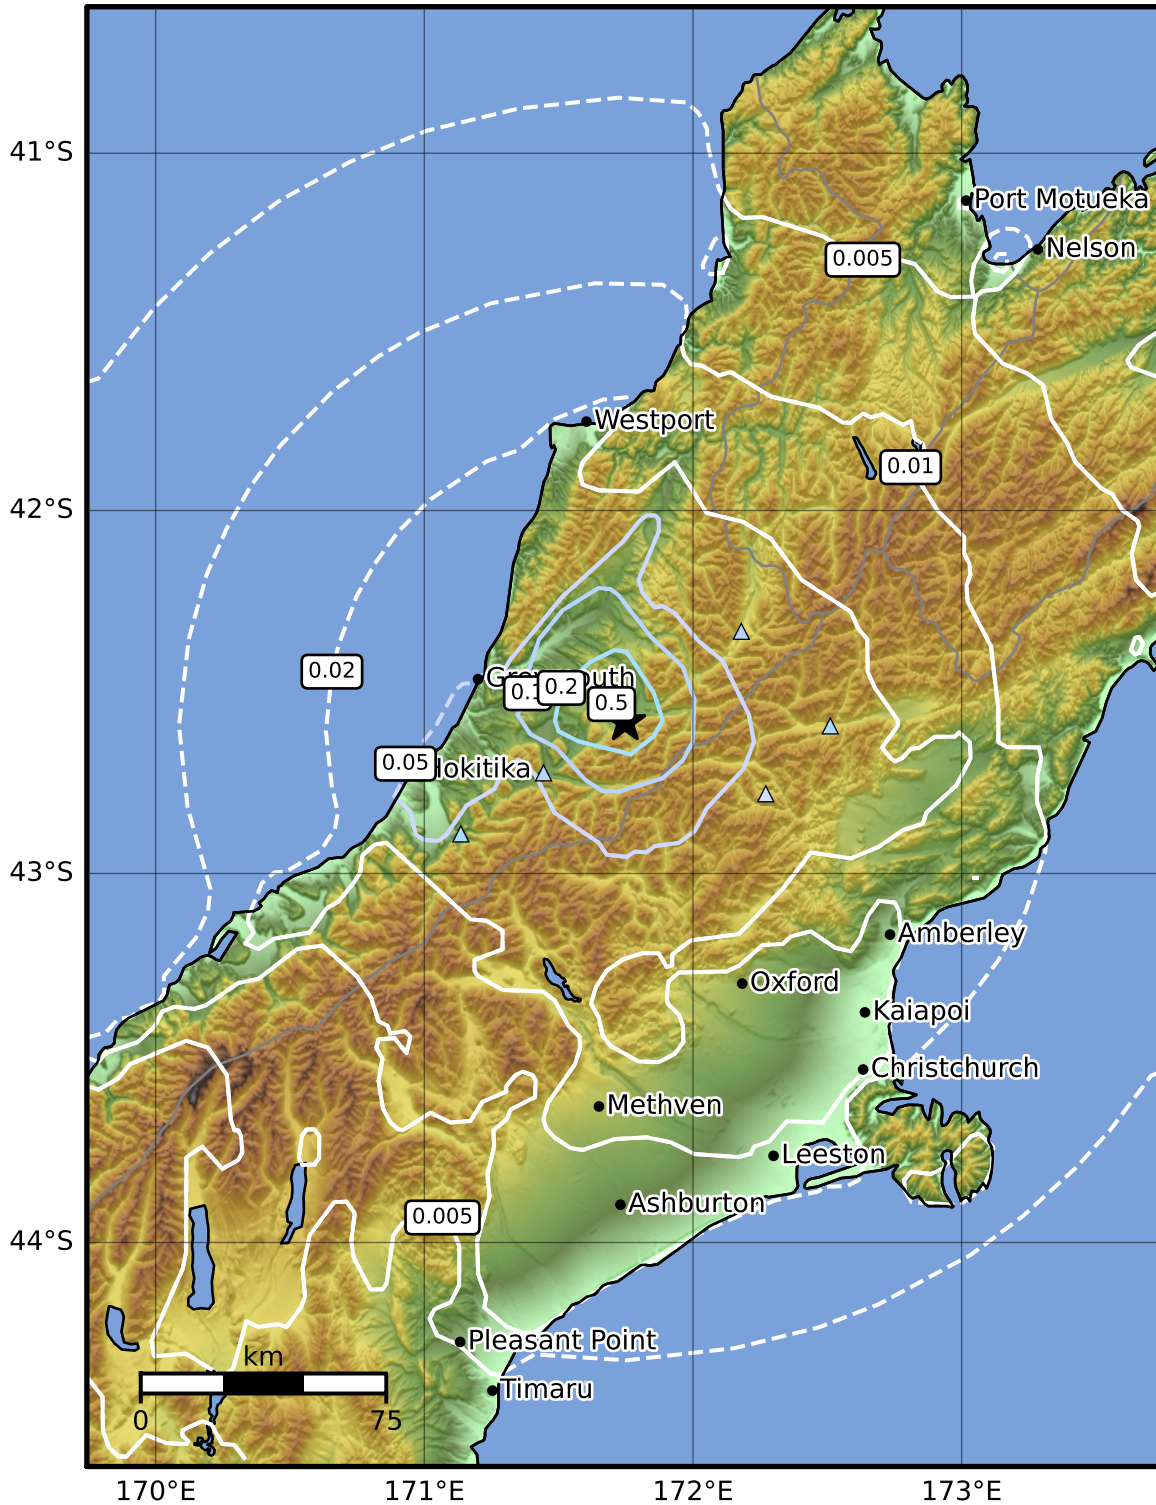 41°S
Port Motueka
Nelson
0.005
Westport
0.01
42°S
0.02
0.2
0.5
0.05
Hokitika
43°S
Amberley
Oxford
Kaiapoi
Christchurch
Methven
Leeston
Ashburton
0.005
44°S
Pleasant Point
km
Timaru
0
75
170°E
171°E
172°E
173°E